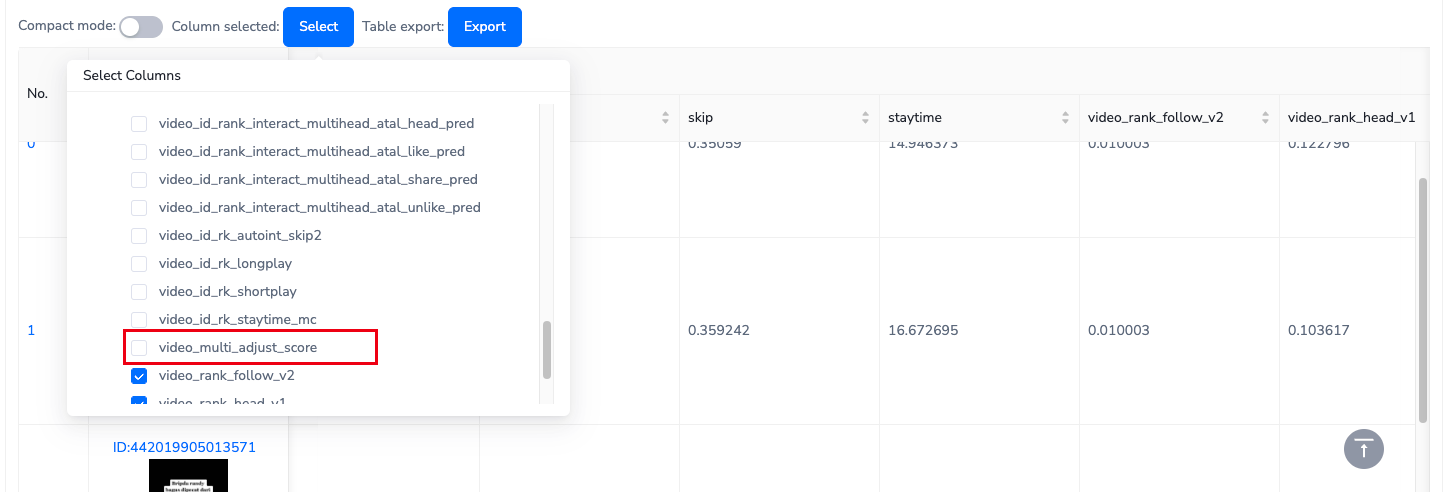 Compact mode: Column selected: Select Table export: Export
Select Columns
No.
skip staytime video_rank_follow_v2 video_rank_head_v1
video_id_rank_interact_multihead_atal_head_pred
video_id_rank_interact_multihead_atal_like_pred
video_id_rank_interact_multihead_atal_share_pred
video_id_rank_interact_multihead_atal_unlike_pred
video_id_rk_autoint_skip2
video_id_rk_longplay
video_id_rk_shortplay
video_id_rk_staytime_mc
video_multi_adjust_score
video_rank_follow_v2
video_rank_head_v1
0 0.35059 14.946373 0.010003 0.122796
1 0.359242 16.672695 0.010003 0.103617
ID:442019905013571